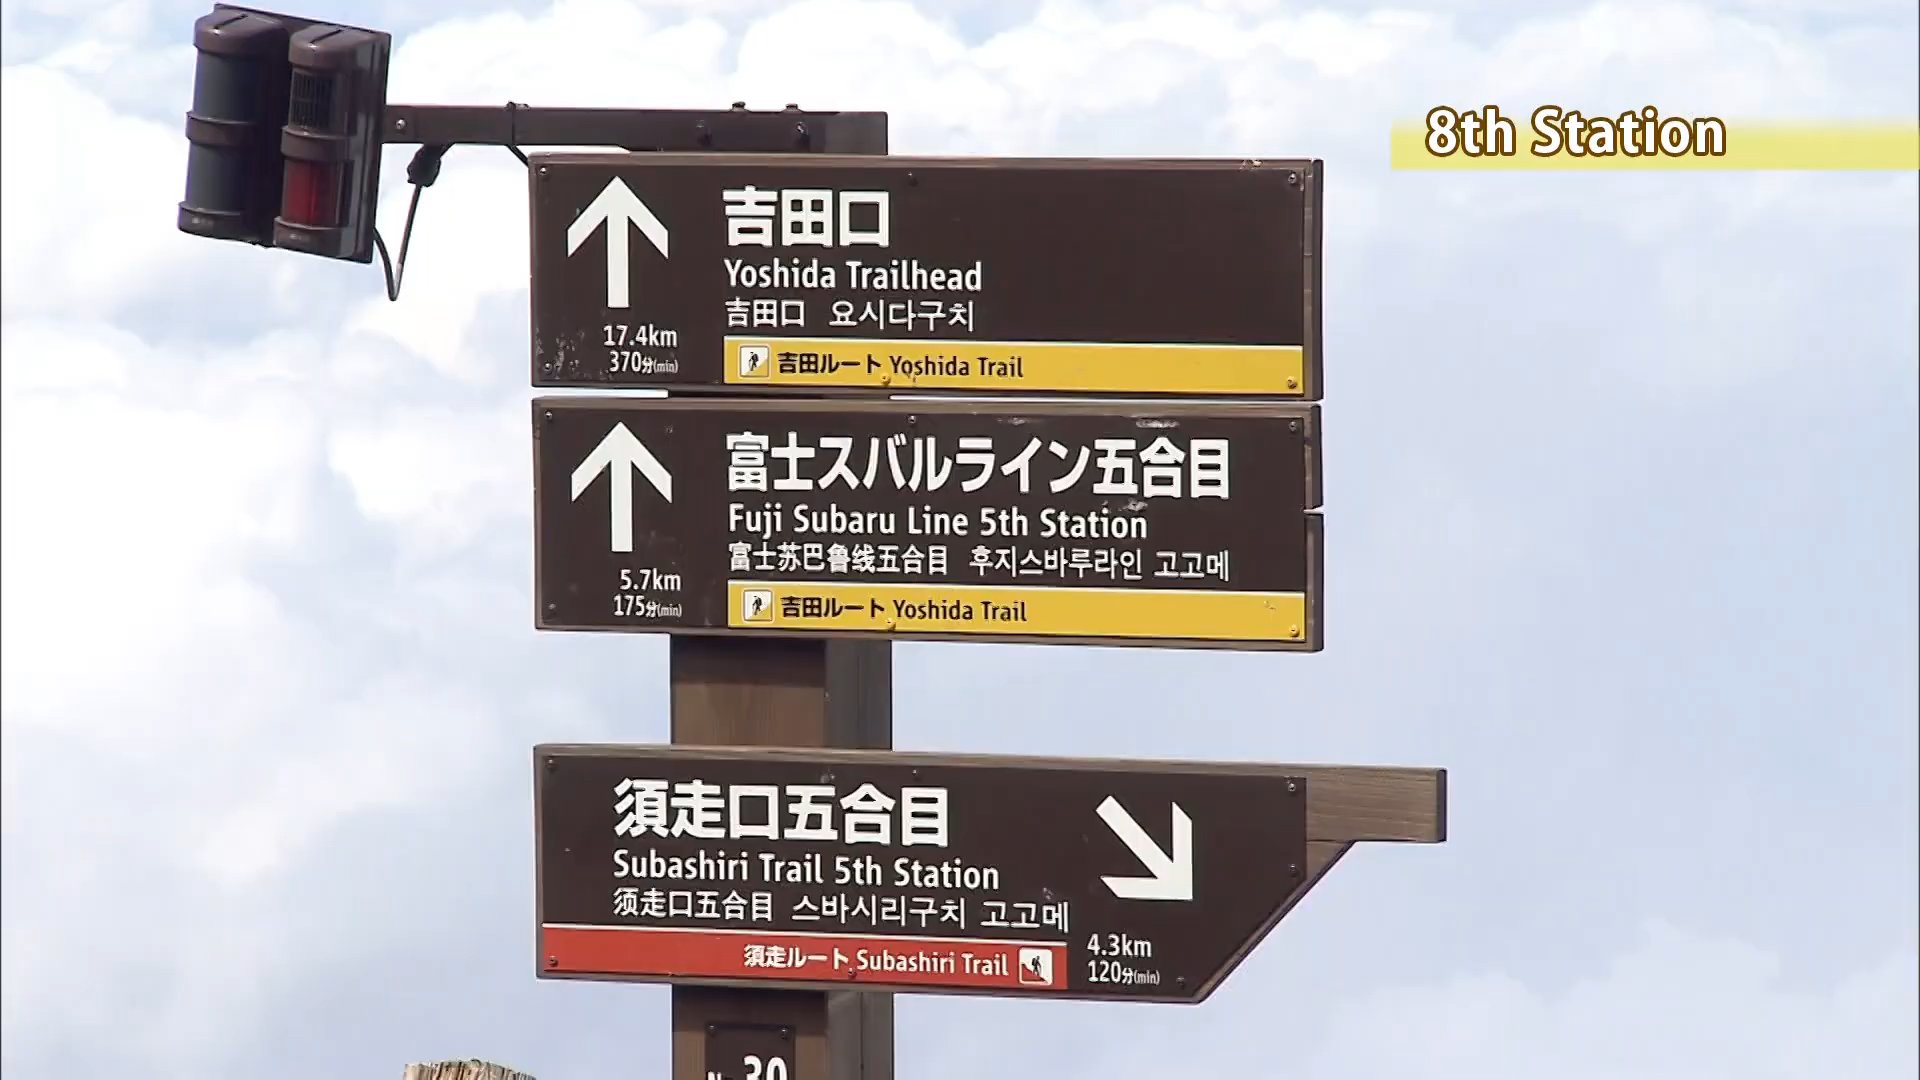 8th Station
吉田口
Yoshida Trailhead
吉田口 요시다구치
17.4km
370分(min)
吉田ルート Yoshida Trail
富士スバルライン五合目
Fuji Subaru Line 5th Station
富士苏巴鲁线五合目 후지스바루라인 고고메
5.7km
175分(min)
吉田ルート Yoshida Trail
須走口五合目
Subashiri Trail 5th Station
须走口五合目 스바시리구치 고고메
須走ルート Subashiri Trail
4.3km
120分(min)
30